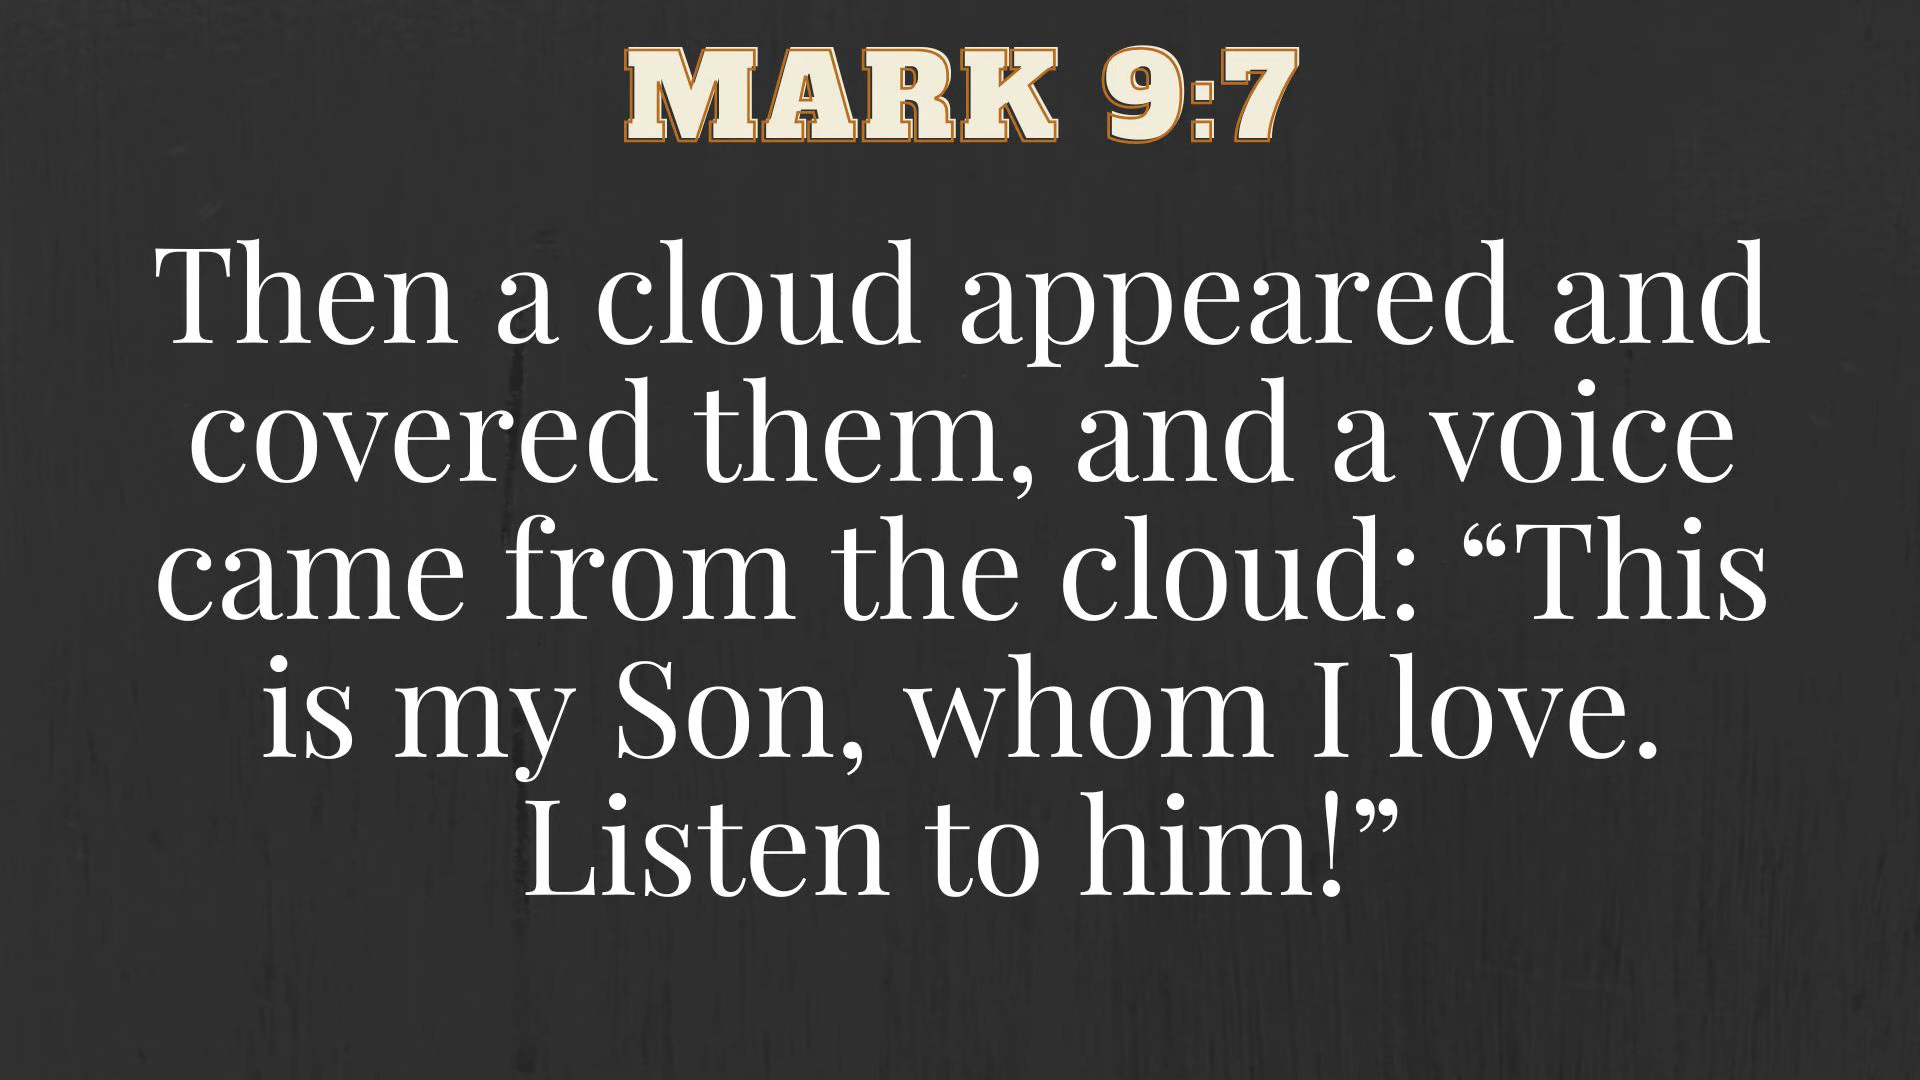 MARK 9:7
Then a cloud appeared and
covered them, and a voice
came from the cloud: “This
is my Son, whom I love.
Listen to him!”